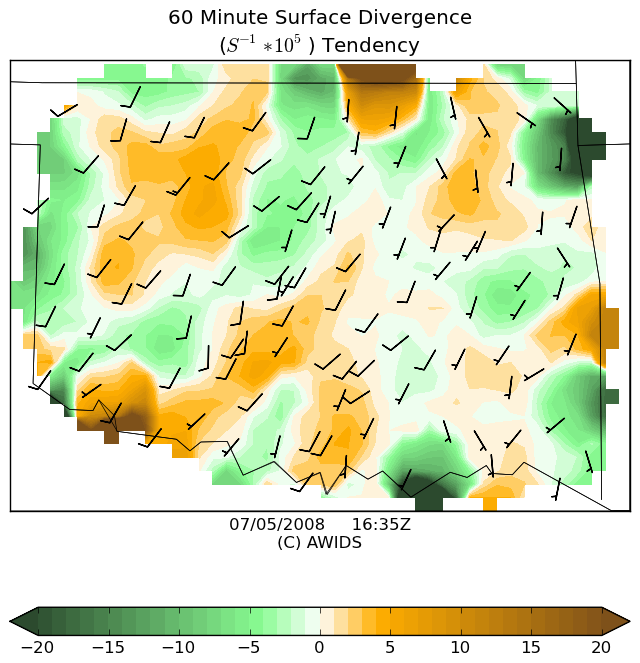 60 Minute Surface Divergence
(S⁻¹ * 10⁵ ) Tendency
07/05/2008 16:35Z
(C) AWIDS
−20 −15 −10 −5 0 5 10 15 20